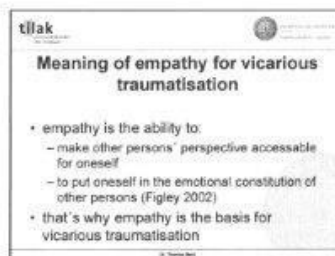 tilak
Meaning of empathy for vicarious
traumatisation
• empathy is the ability to:
– make other persons´ perspective accessable
for oneself
– to put oneself in the emotional constitution of
other persons (Figley 2002)
• that´s why empathy is the basis for
vicarious traumatisation